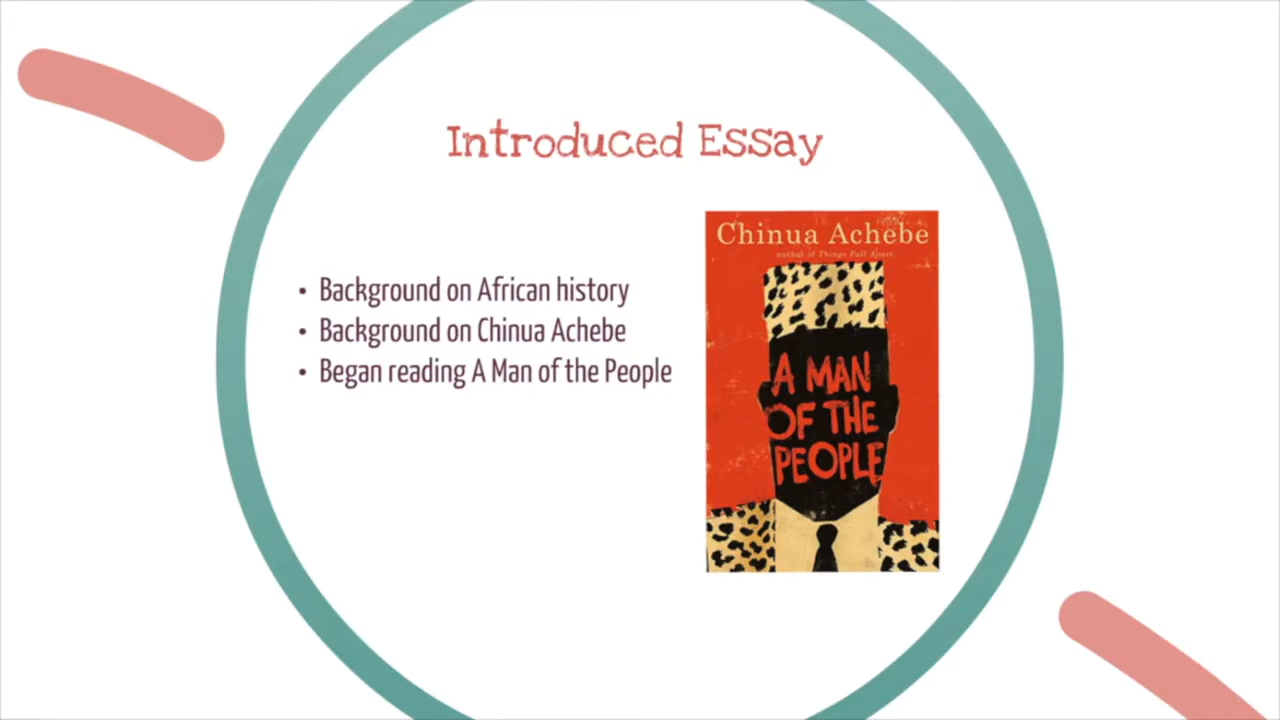 Introduced Essay
• Background on African history
• Background on Chinua Achebe
• Began reading A Man of the People
Chinua Achebe
author of Things Fall Apart
A MAN
OF THE
PEOPLE